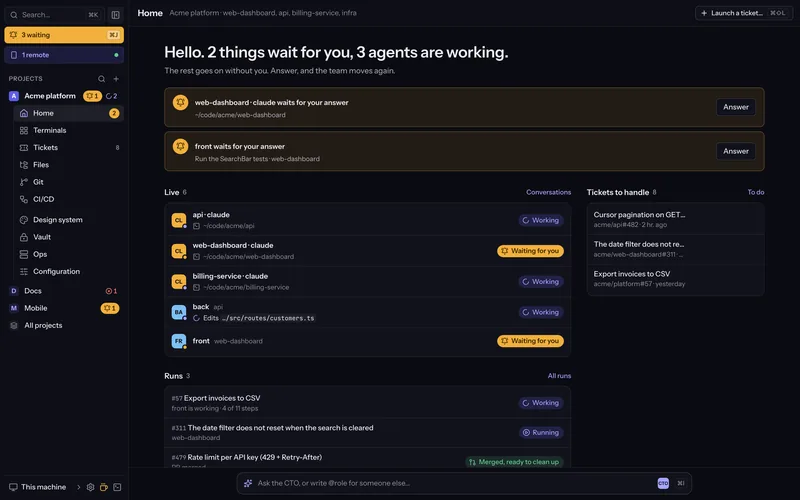 Search... ⌘K
3 waiting ⌘J
1 remote
PROJECTS
A Acme platform 1 2
Home 2
Terminals
Tickets 8
Files
Git
CI/CD
Design system
Vault
Ops
Configuration
D Docs 1
M Mobile 1
All projects
This machine
Home Acme platform · web-dashboard, api, billing-service, infra
Launch a ticket...
Hello. 2 things wait for you, 3 agents are working.
The rest goes on without you. Answer, and the team moves again.
web-dashboard · claude waits for your answer
~/code/acme/web-dashboard
Answer
front waits for your answer
Run the SearchBar tests · web-dashboard
Answer
Live 6 Conversations
CL api · claude
~/code/acme/api
Working
CL web-dashboard · claude
~/code/acme/web-dashboard
Waiting for you
CL billing-service · claude
~/code/acme/billing-service
Working
BA back api
Edits …/src/routes/customers.ts
Working
FR front web-dashboard
Waiting for you
Tickets to handle 8 To do
Cursor pagination on GET...
acme/api#482 · 2 hr. ago
The date filter does not re...
acme/web-dashboard#311 · ...
Export invoices to CSV
acme/platform#57 · yesterday
Runs 3 All runs
#57 Export invoices to CSV
front is working · 4 of 11 steps
Working
#311 The date filter does not reset when the search is cleared
web-dashboard
Running
#479 Rate limit per API key (429 + Retry-After)
Merged, ready to clean up
Ask the CTO, or write @role for someone else...
CTO ⌘I